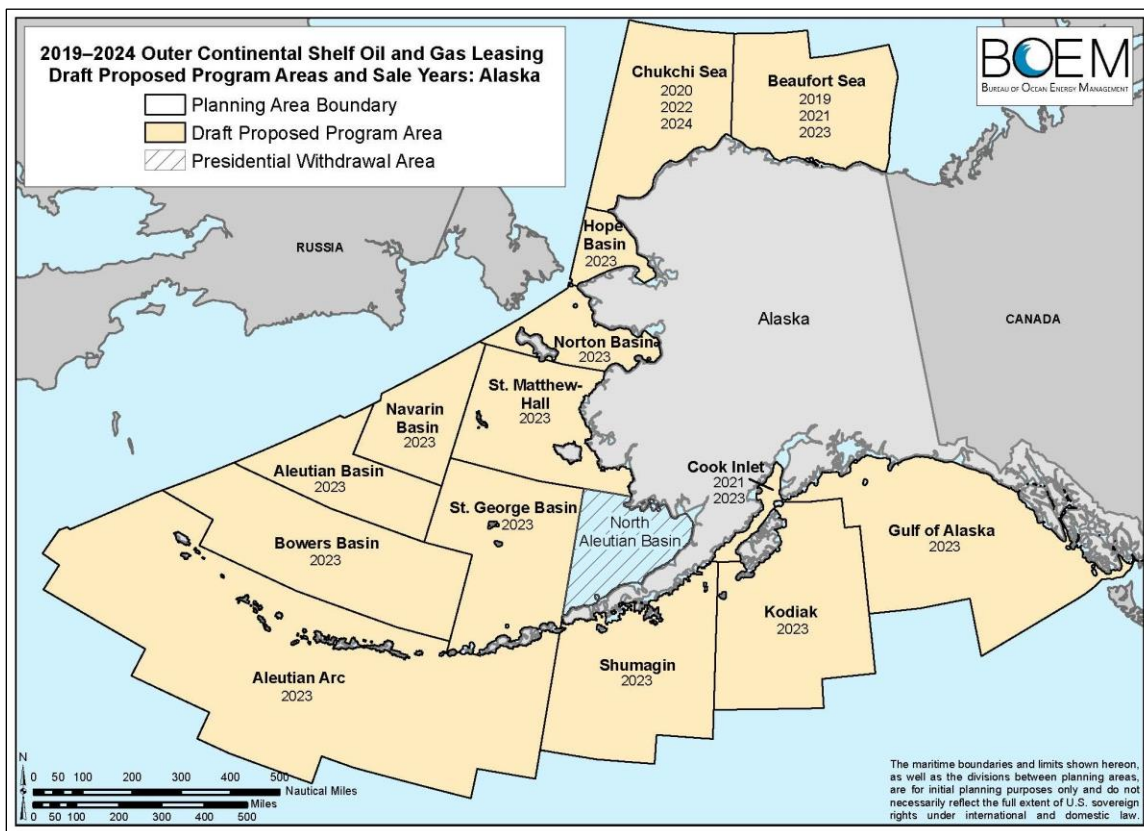 2019–2024 Outer Continental Shelf Oil and Gas Leasing
Draft Proposed Program Areas and Sale Years: Alaska
Planning Area Boundary
Draft Proposed Program Area
Presidential Withdrawal Area
BOEM
BUREAU OF OCEAN ENERGY MANAGEMENT
Chukchi Sea
2020
2022
2024
Beaufort Sea
2019
2021
2023
Hope
Basin
2023
RUSSIA
Alaska
CANADA
Norton Basin
2023
St. Matthew-
Hall
2023
Navarin
Basin
2023
Aleutian Basin
2023
St. George Basin
2023
Bowers Basin
2023
North
Aleutian Basin
Cook Inlet
2021
2023
Gulf of Alaska
2023
Kodiak
2023
Shumagin
2023
Aleutian Arc
2023
N
0 50 100 200 300 400 500
Nautical Miles
Miles
0 50 100 200 300 400 500
The maritime boundaries and limits shown hereon,
as well as the divisions between planning areas,
are for initial planning purposes only and do not
necessarily reflect the full extent of U.S. sovereign
rights under international and domestic law.